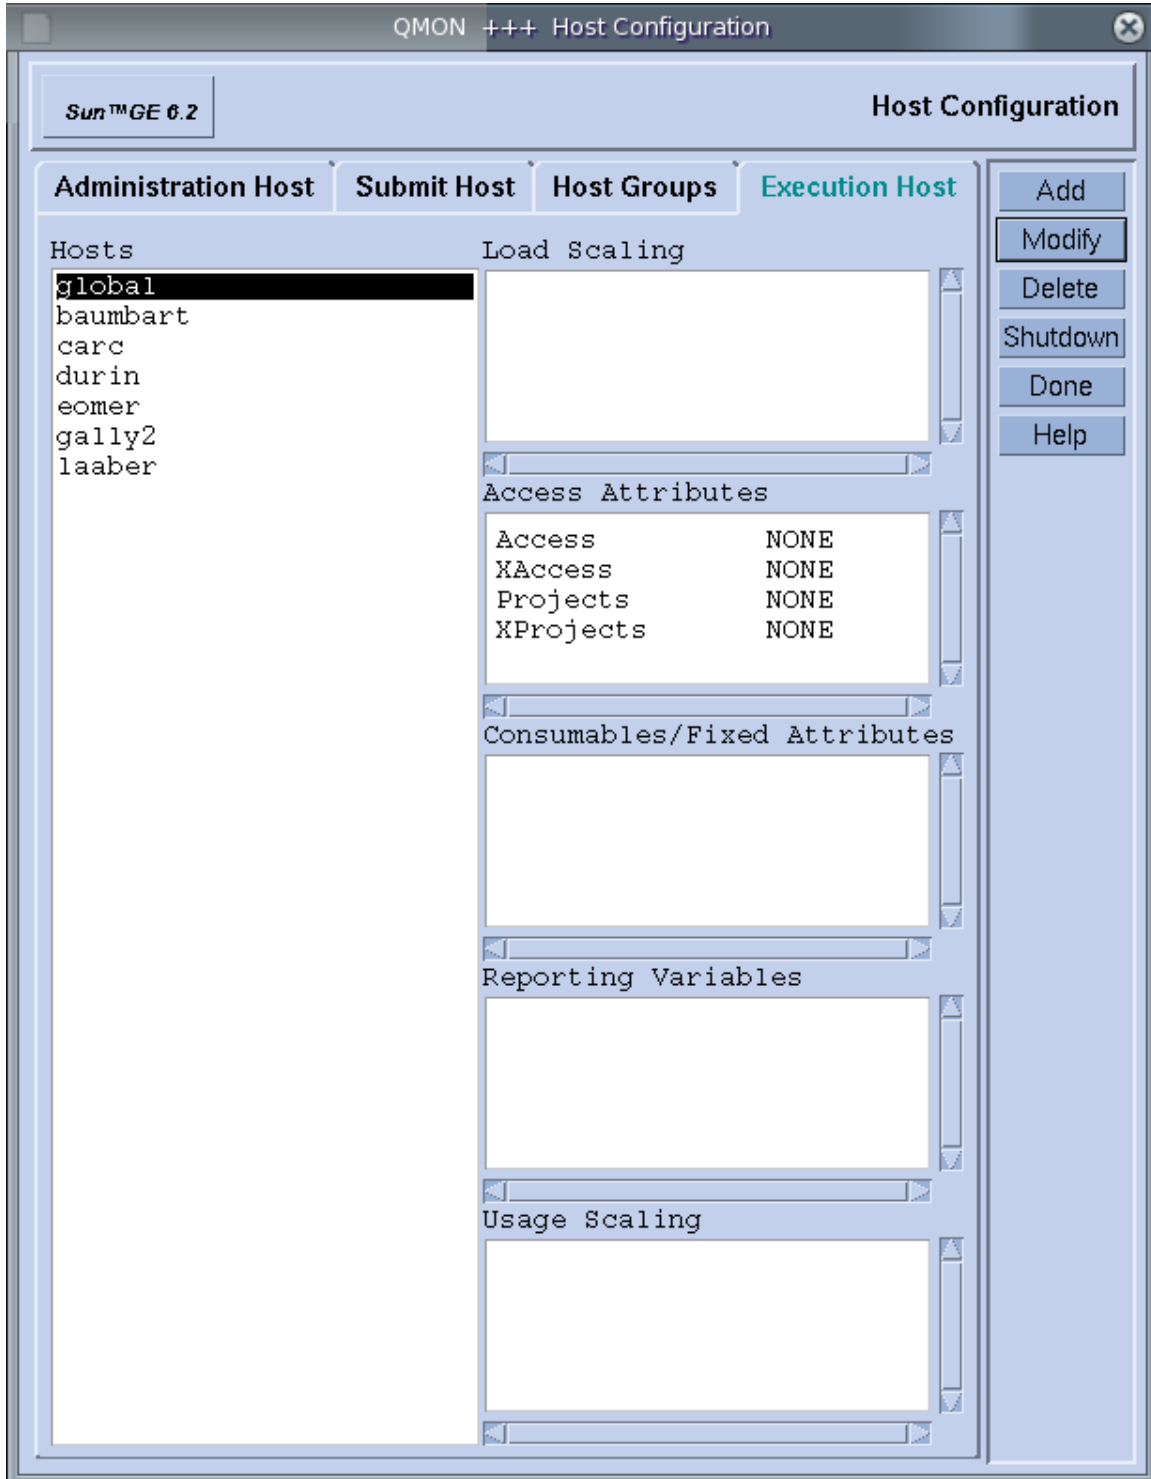 QMON +++ Host Configuration
Sun™GE 6.2
Host Configuration
Administration Host
Submit Host
Host Groups
Execution Host
Hosts
global
baumbart
carc
durin
eomer
gally2
laaber
Load Scaling
Access Attributes
Access NONE
XAccess NONE
Projects NONE
XProjects NONE
Consumables/Fixed Attributes
Reporting Variables
Usage Scaling
Add
Modify
Delete
Shutdown
Done
Help